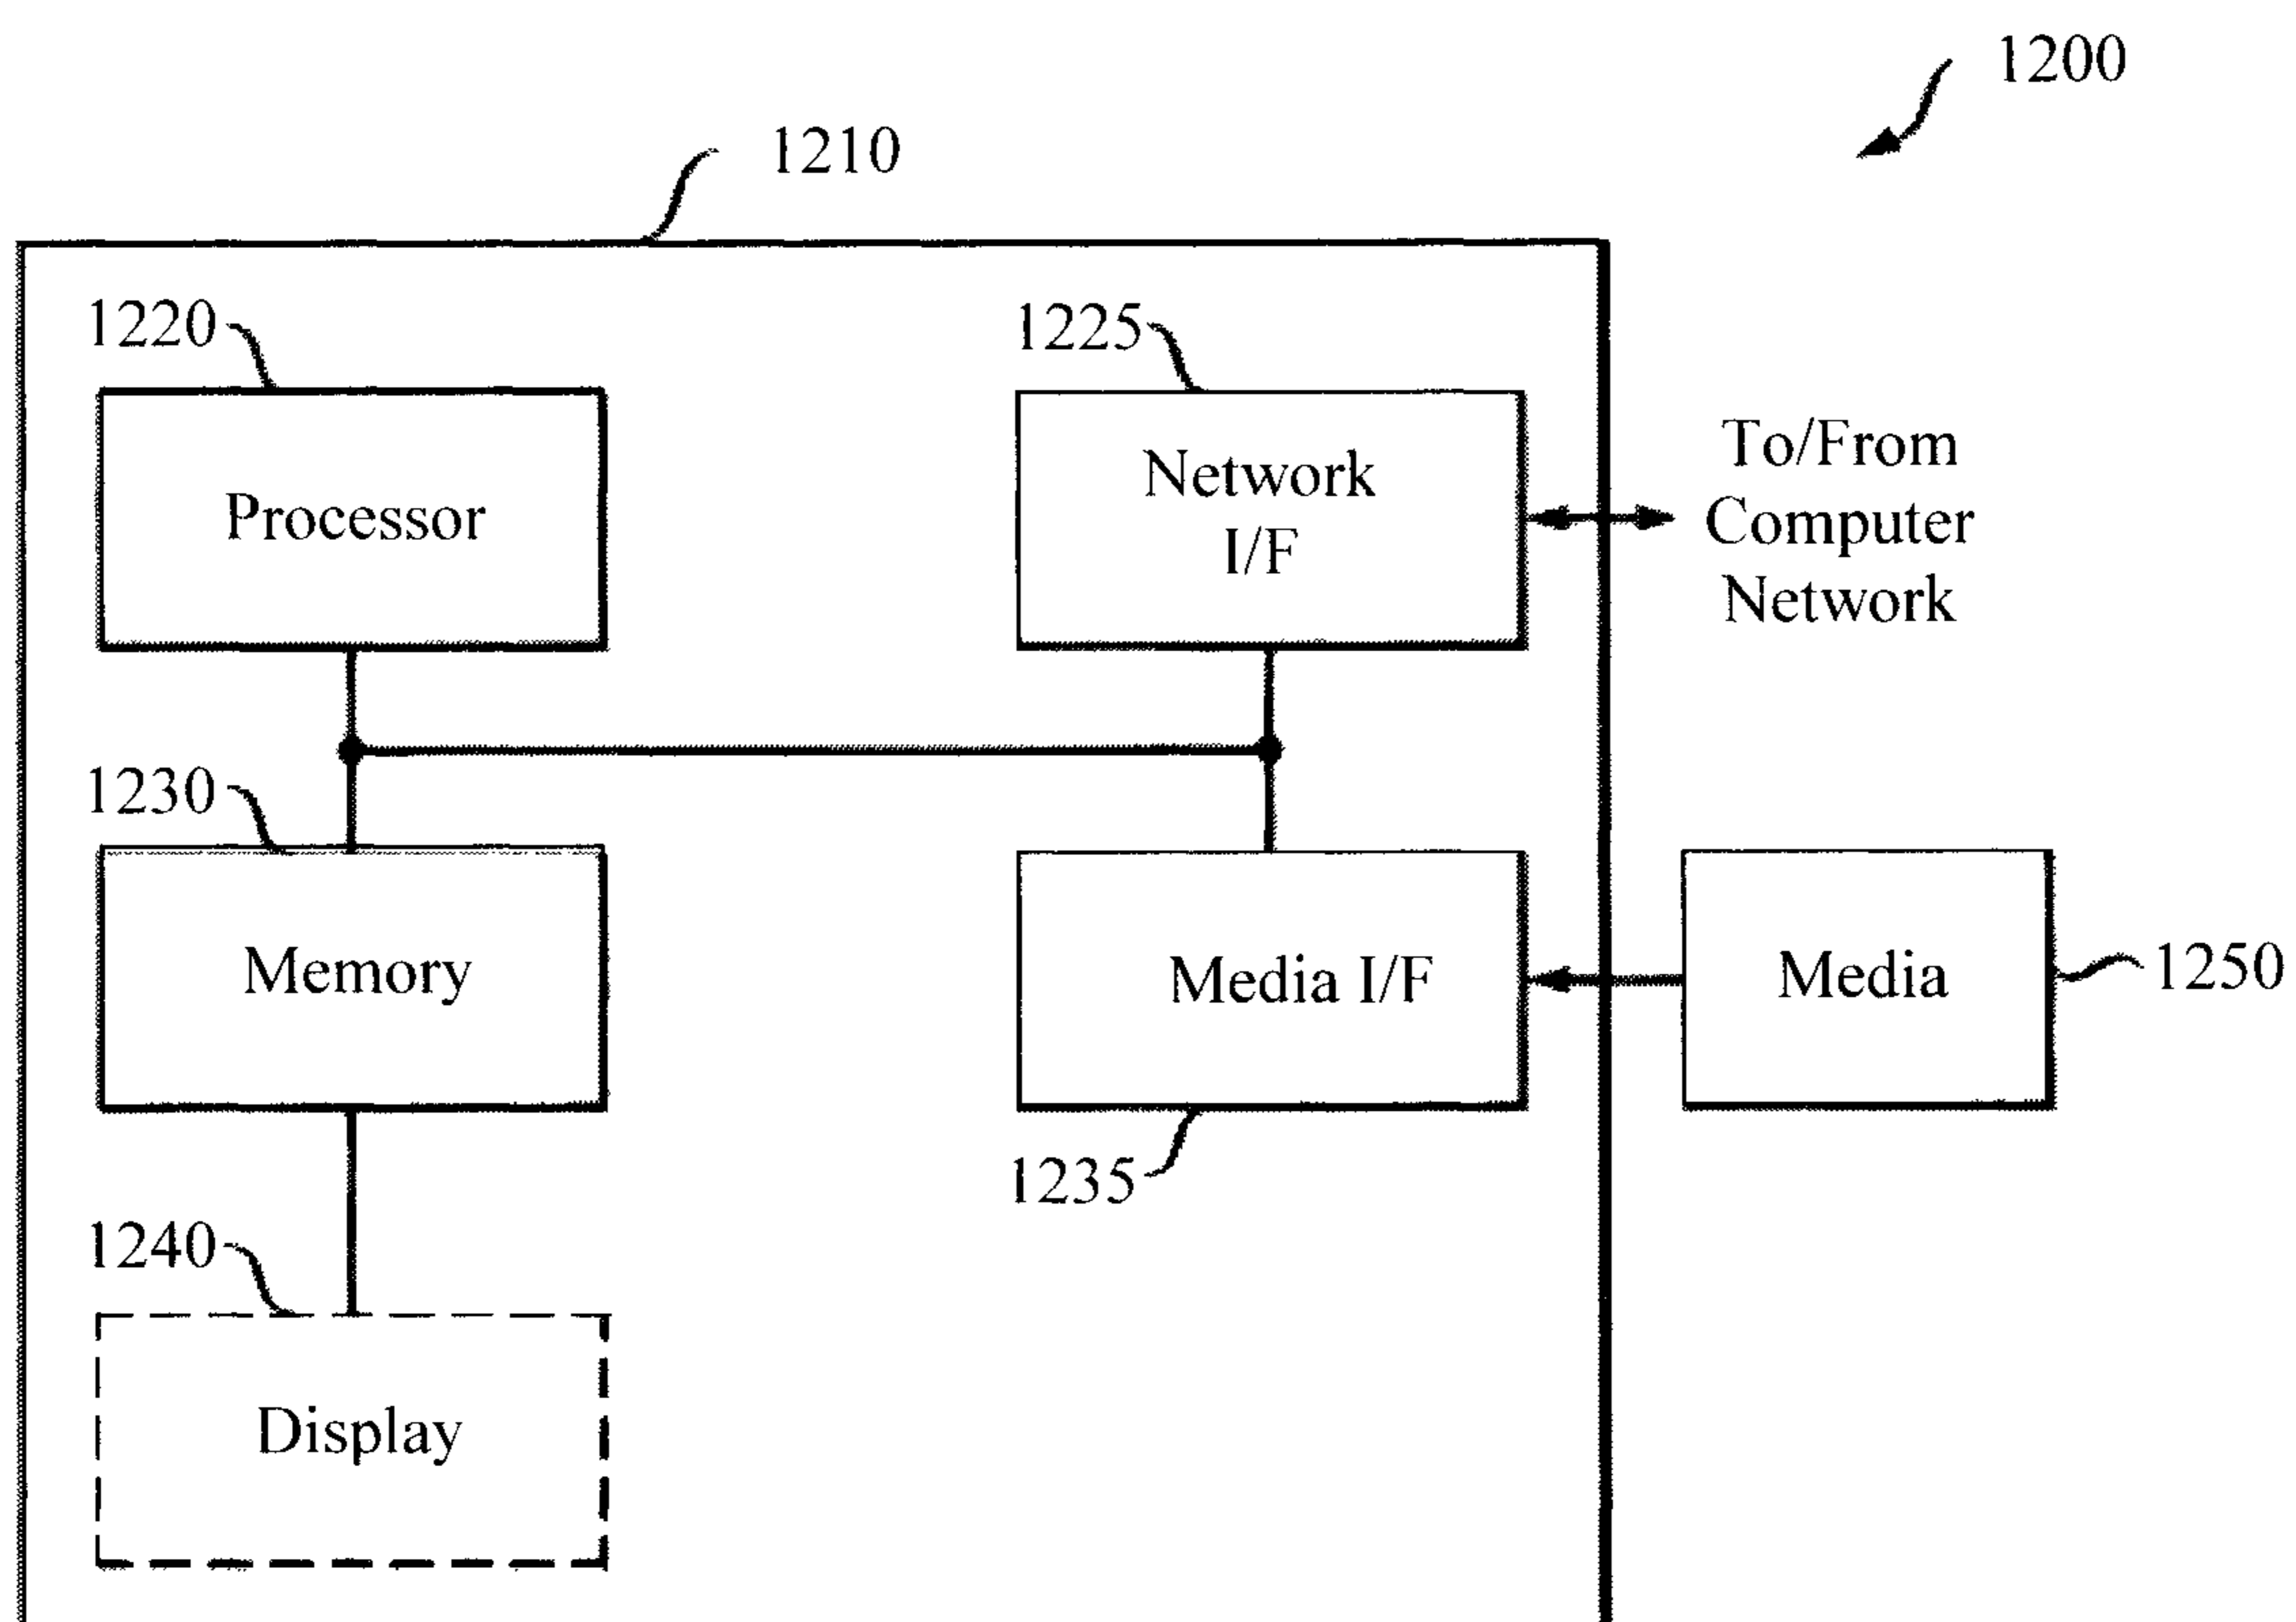 1200
1210
1220
1225
Processor
Network
I/F
To/From
Computer
Network
1230
Memory
Media I/F
Media
1250
1235
1240
Display